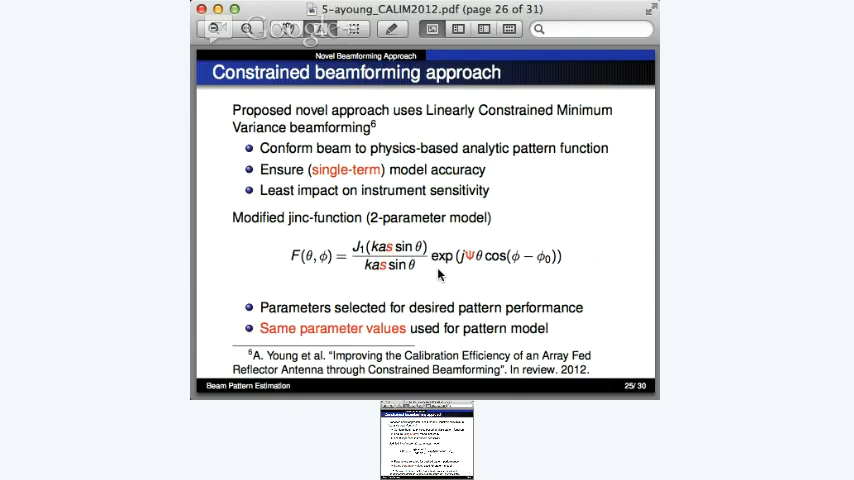 5-ayoung_CALIM2012.pdf (page 26 of 31)
Google+
Novel Beamforming Approach
Constrained beamforming approach
Proposed novel approach uses Linearly Constrained Minimum
Variance beamforming⁶
Conform beam to physics-based analytic pattern function
Ensure (single-term) model accuracy
Least impact on instrument sensitivity
Modified jinc-function (2-parameter model)
F(θ, ϕ) = J₁(kas sin θ) / kas sin θ exp (jΨθ cos(ϕ − ϕ₀))
Parameters selected for desired pattern performance
Same parameter values used for pattern model
⁶A. Young et al. “Improving the Calibration Efficiency of an Array Fed
Reflector Antenna through Constrained Beamforming”. In review. 2012.
Beam Pattern Estimation 25/ 30